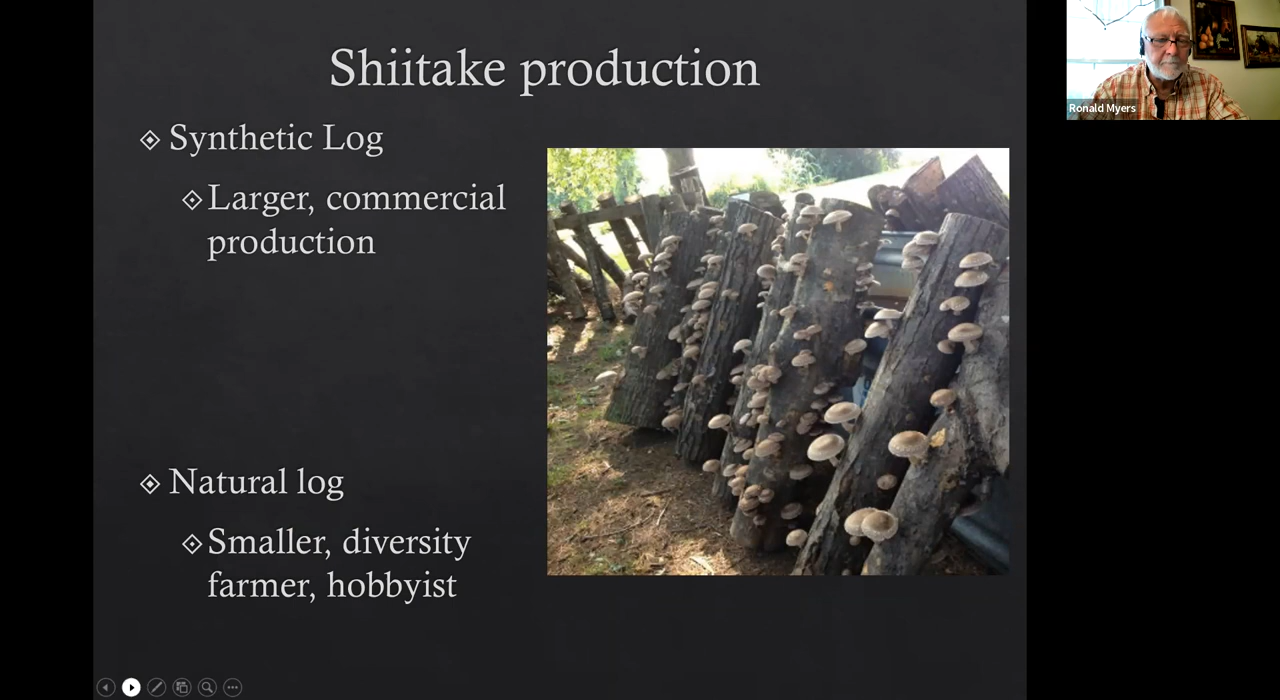 Shiitake production
Synthetic Log
Larger, commercial
production
Natural log
Smaller, diversity
farmer, hobbyist
Ronald Myers